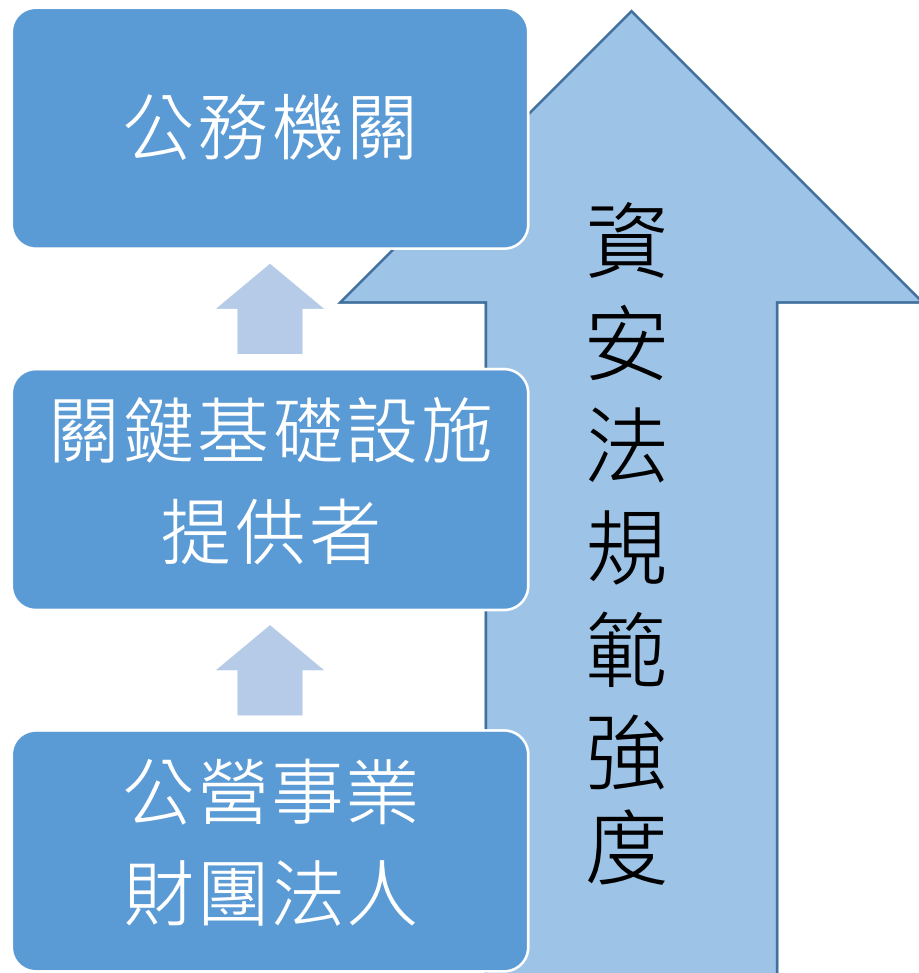 公務機關
關鍵基礎設施
提供者
公營事業
財團法人
資安法規範強度